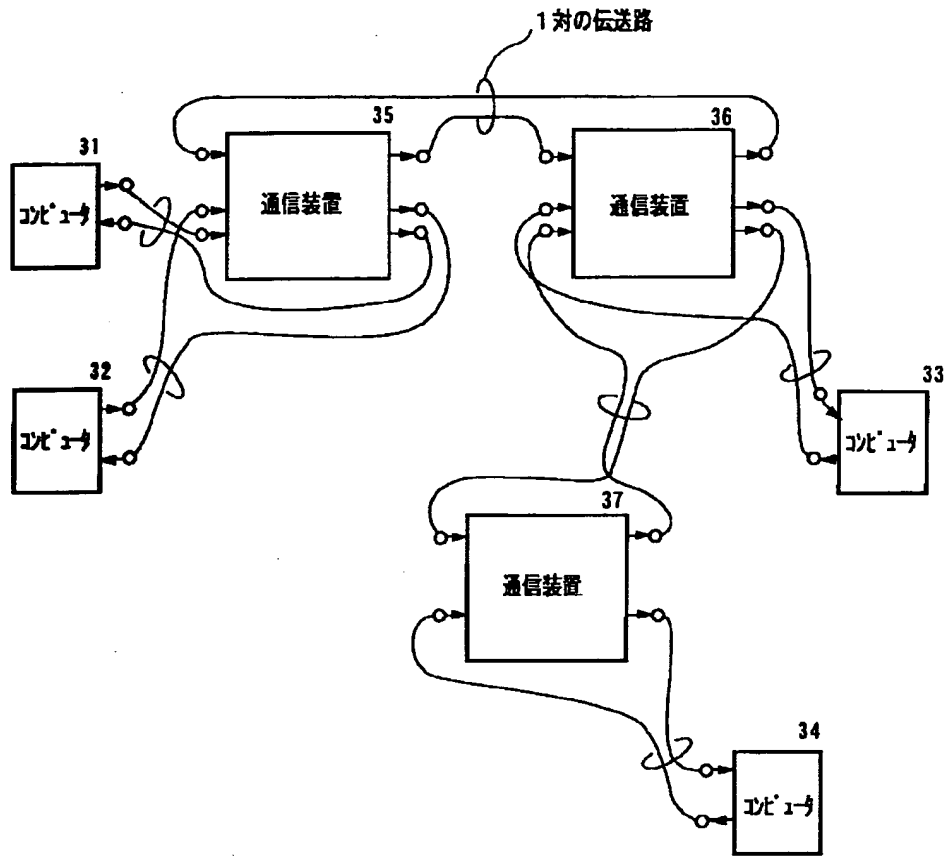 1対の伝送路
35
36
31
通信装置
通信装置
コンピュータ
32
33
コンピュータ
コンピュータ
37
通信装置
34
コンピュータ